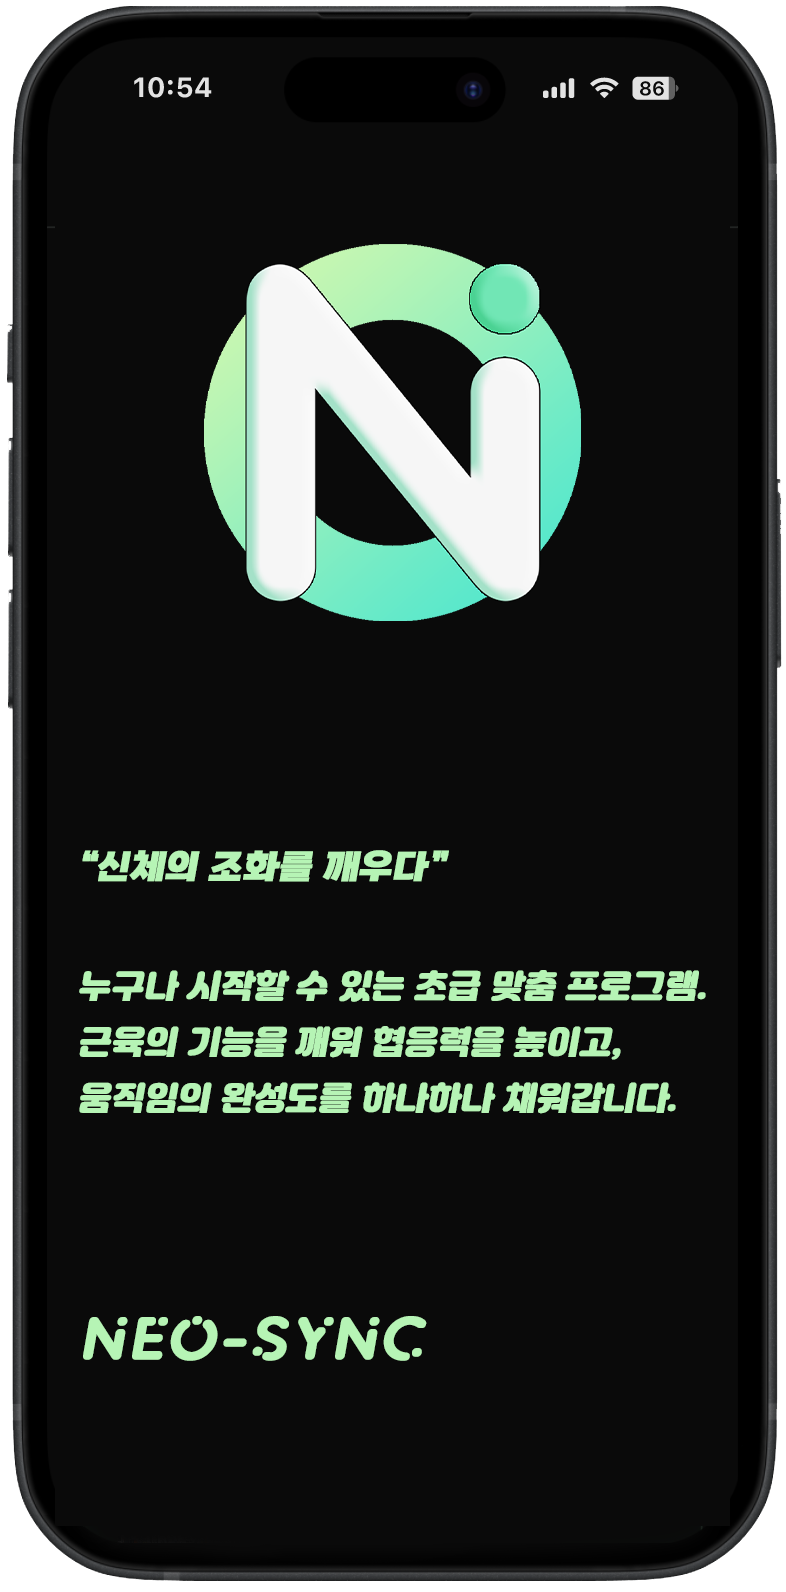 10:54
86
N
“신체의 조화를 깨우다”
누구나 시작할 수 있는 초급 맞춤 프로그램.
근육의 기능을 깨워 협응력을 높이고,
움직임의 완성도를 하나하나 채워갑니다.
NEO-SYNC